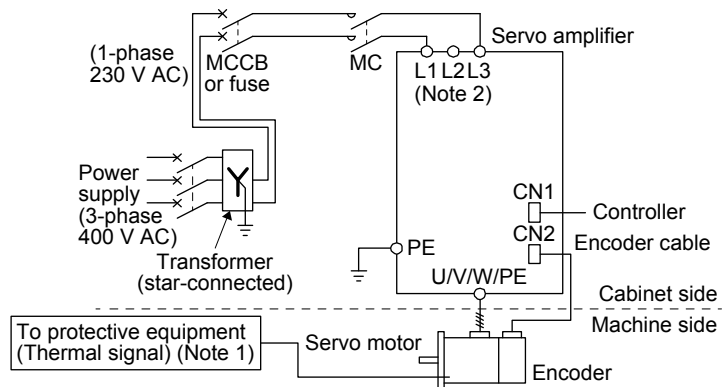 (1-phase
230 V AC)
MCCB
or fuse
MC
Servo amplifier
L1 L2 L3
(Note 2)
Power
supply
(3-phase
400 V AC)
Transformer
(star-connected)
PE
CN1
Controller
CN2
Encoder cable
U/V/W/PE
Cabinet side
Machine side
To protective equipment
(Thermal signal) (Note 1)
Servo motor
Encoder